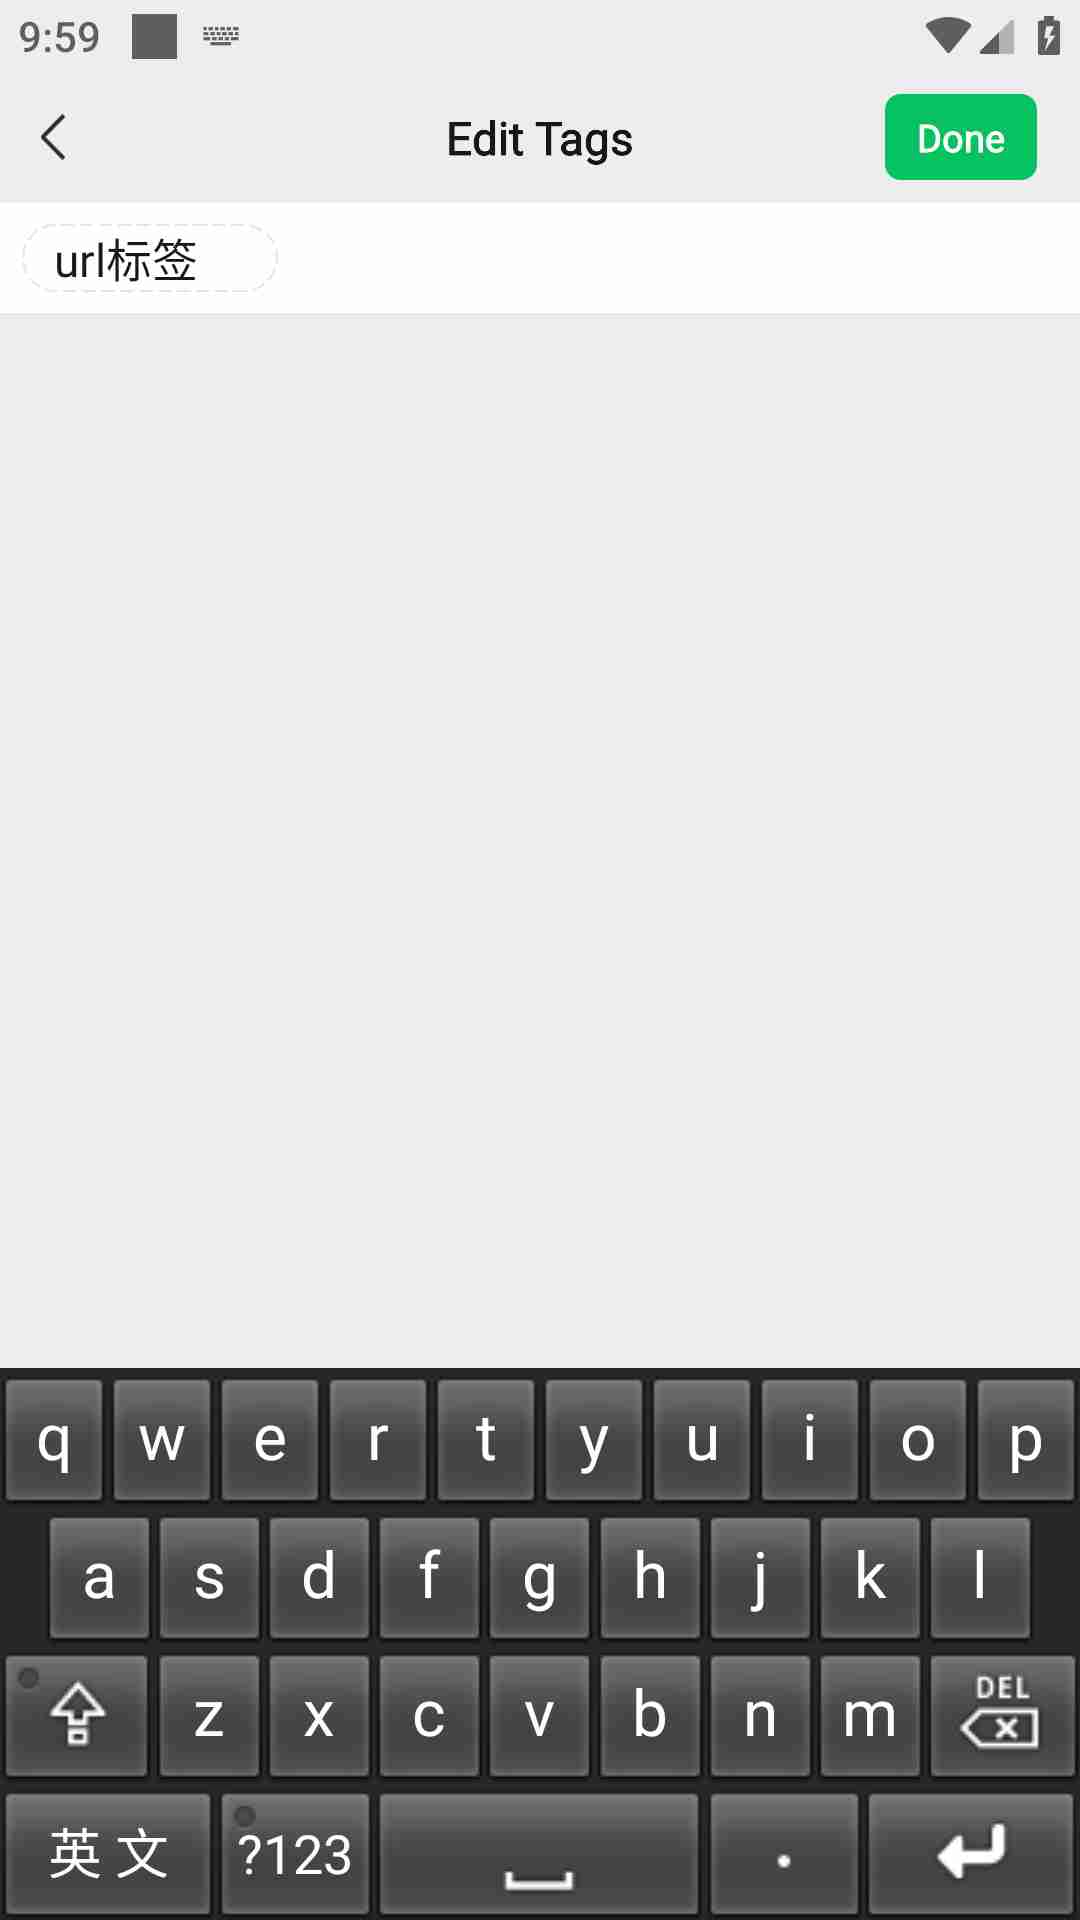 9:59
Edit Tags
Done
url标签
q w e r t y u i o p
a s d f g h j k l
z x c v b n m DEL
英文 ?123 .